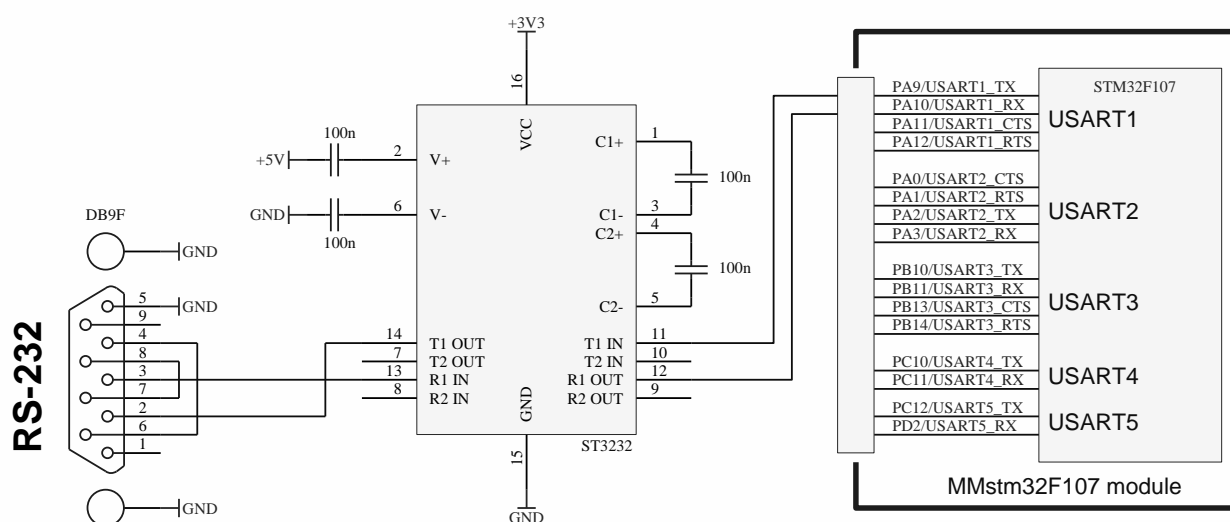 +3V3
16
VCC
100n
+5V
2
V+
GND
6
V-
100n
C1+
1
100n
C1-
3
C2+
4
100n
C2-
5
DB9F
GND
RS-232
5
GND
9
4
8
3
7
2
6
1
GND
14
T1 OUT
7
T2 OUT
13
R1 IN
8
R2 IN
T1 IN
11
T2 IN
10
R1 OUT
12
R2 OUT
9
GND
15
GND
ST3232
STM32F107
PA9/USART1_TX
PA10/USART1_RX
PA11/USART1_CTS
PA12/USART1_RTS
USART1
PA0/USART2_CTS
PA1/USART2_RTS
PA2/USART2_TX
PA3/USART2_RX
USART2
PB10/USART3_TX
PB11/USART3_RX
PB13/USART3_CTS
PB14/USART3_RTS
USART3
PC10/USART4_TX
PC11/USART4_RX
USART4
PC12/USART5_TX
PD2/USART5_RX
USART5
MMstm32F107 module